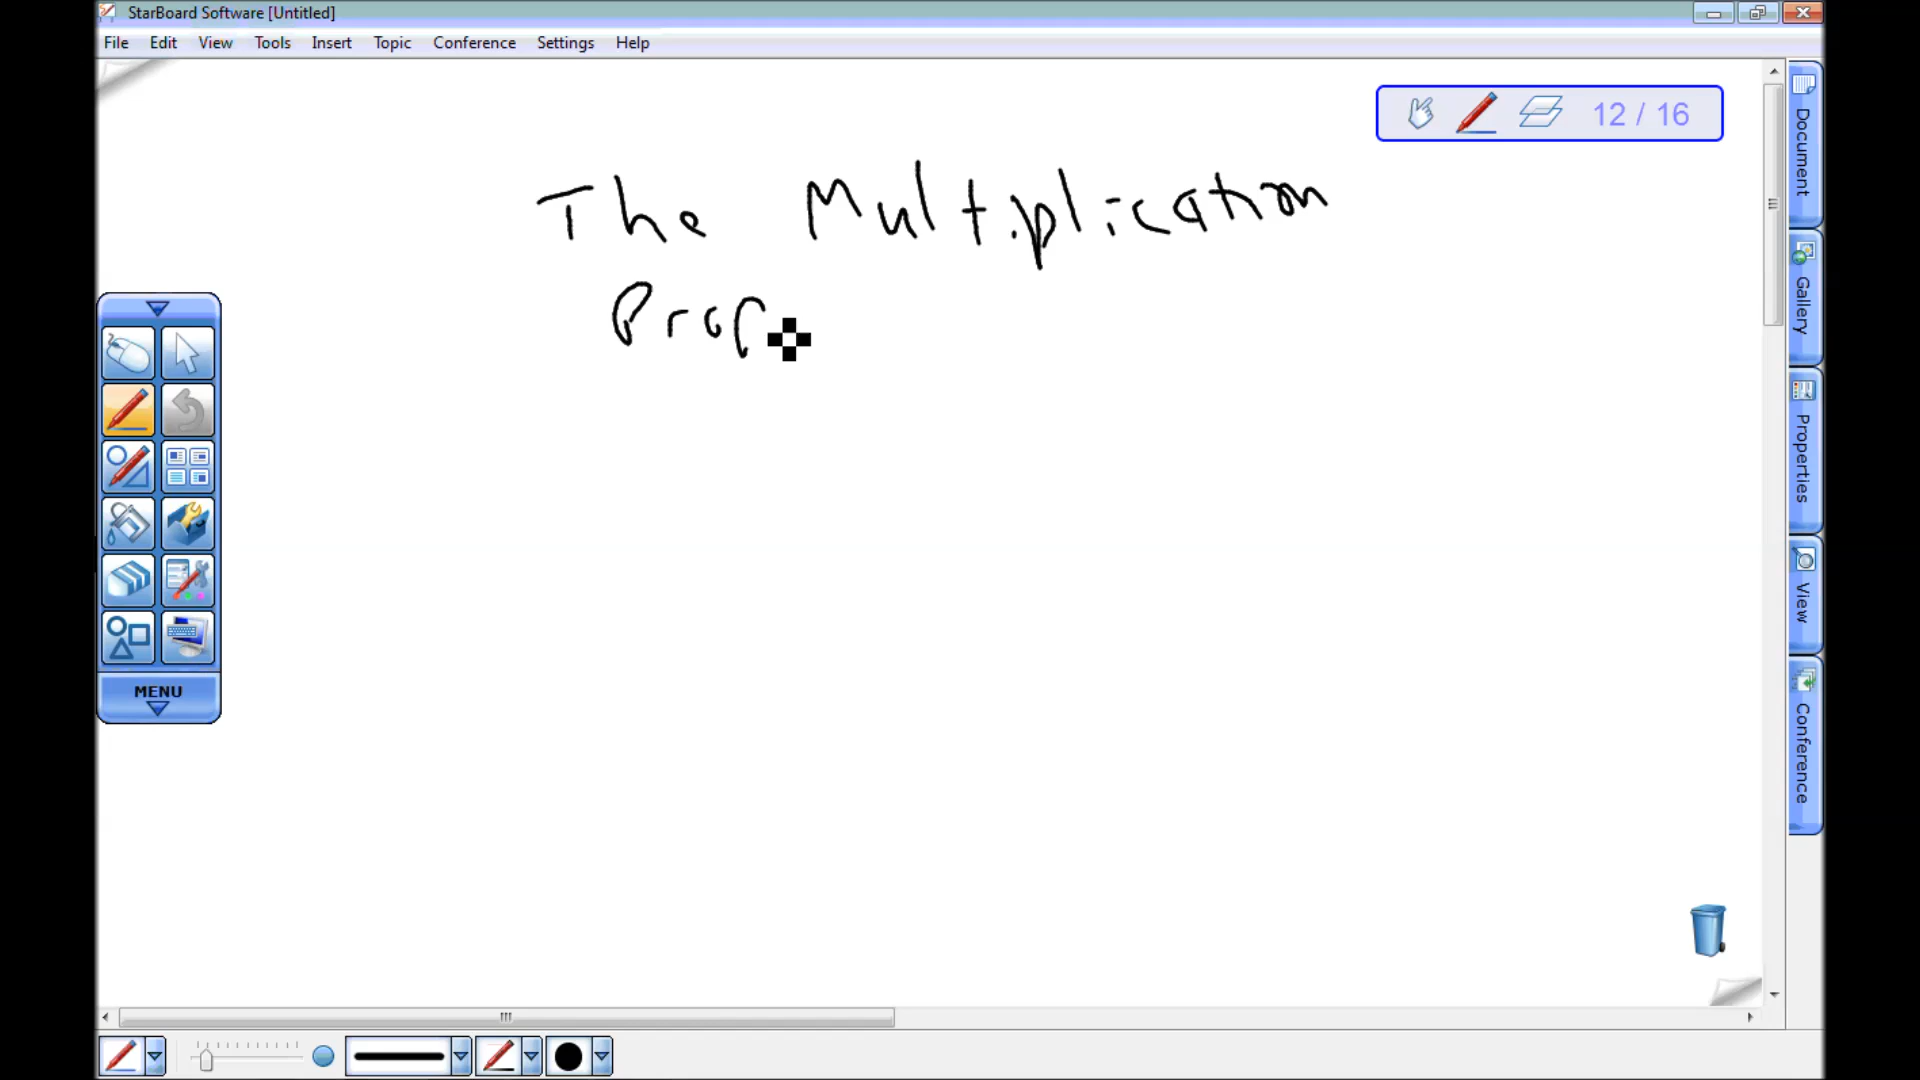 StarBoard Software [Untitled]
File Edit View Tools Insert Topic Conference Settings Help
12 / 16
The Multiplication
Prop
MENU
Document
Gallery
Properties
View
Conference